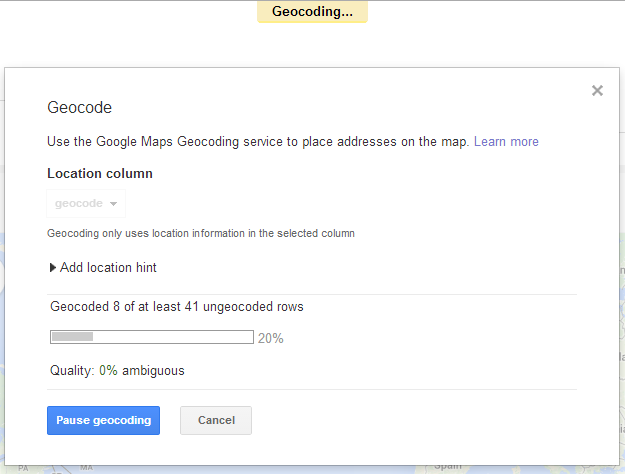 Geocoding...
×
Geocode
Use the Google Maps Geocoding service to place addresses on the map. Learn more
Location column
geocode
Geocoding only uses location information in the selected column
Add location hint
Geocoded 8 of at least 41 ungeocoded rows
20%
Quality: 0% ambiguous
Pause geocoding
Cancel
PA
MA
Spain